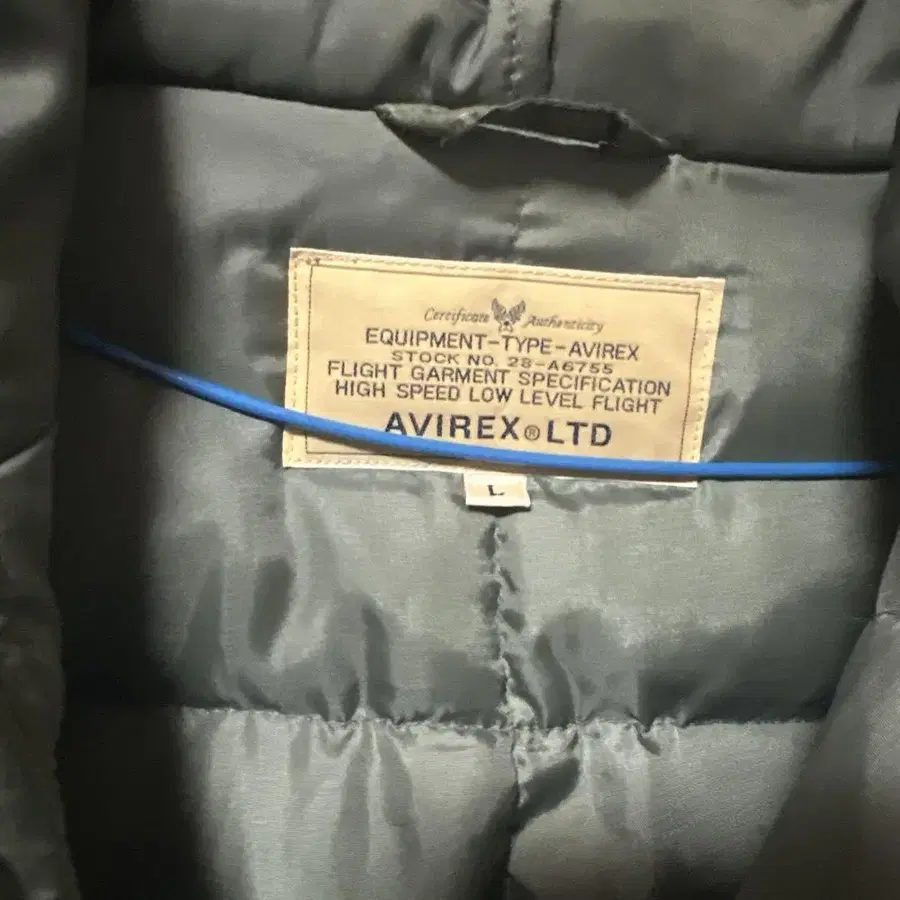 Certificate Authenticity
EQUIPMENT-TYPE-AVIREX
STOCK NO. 28-A6755
FLIGHT GARMENT SPECIFICATION
HIGH SPEED LOW LEVEL FLIGHT
AVIREX® LTD
L